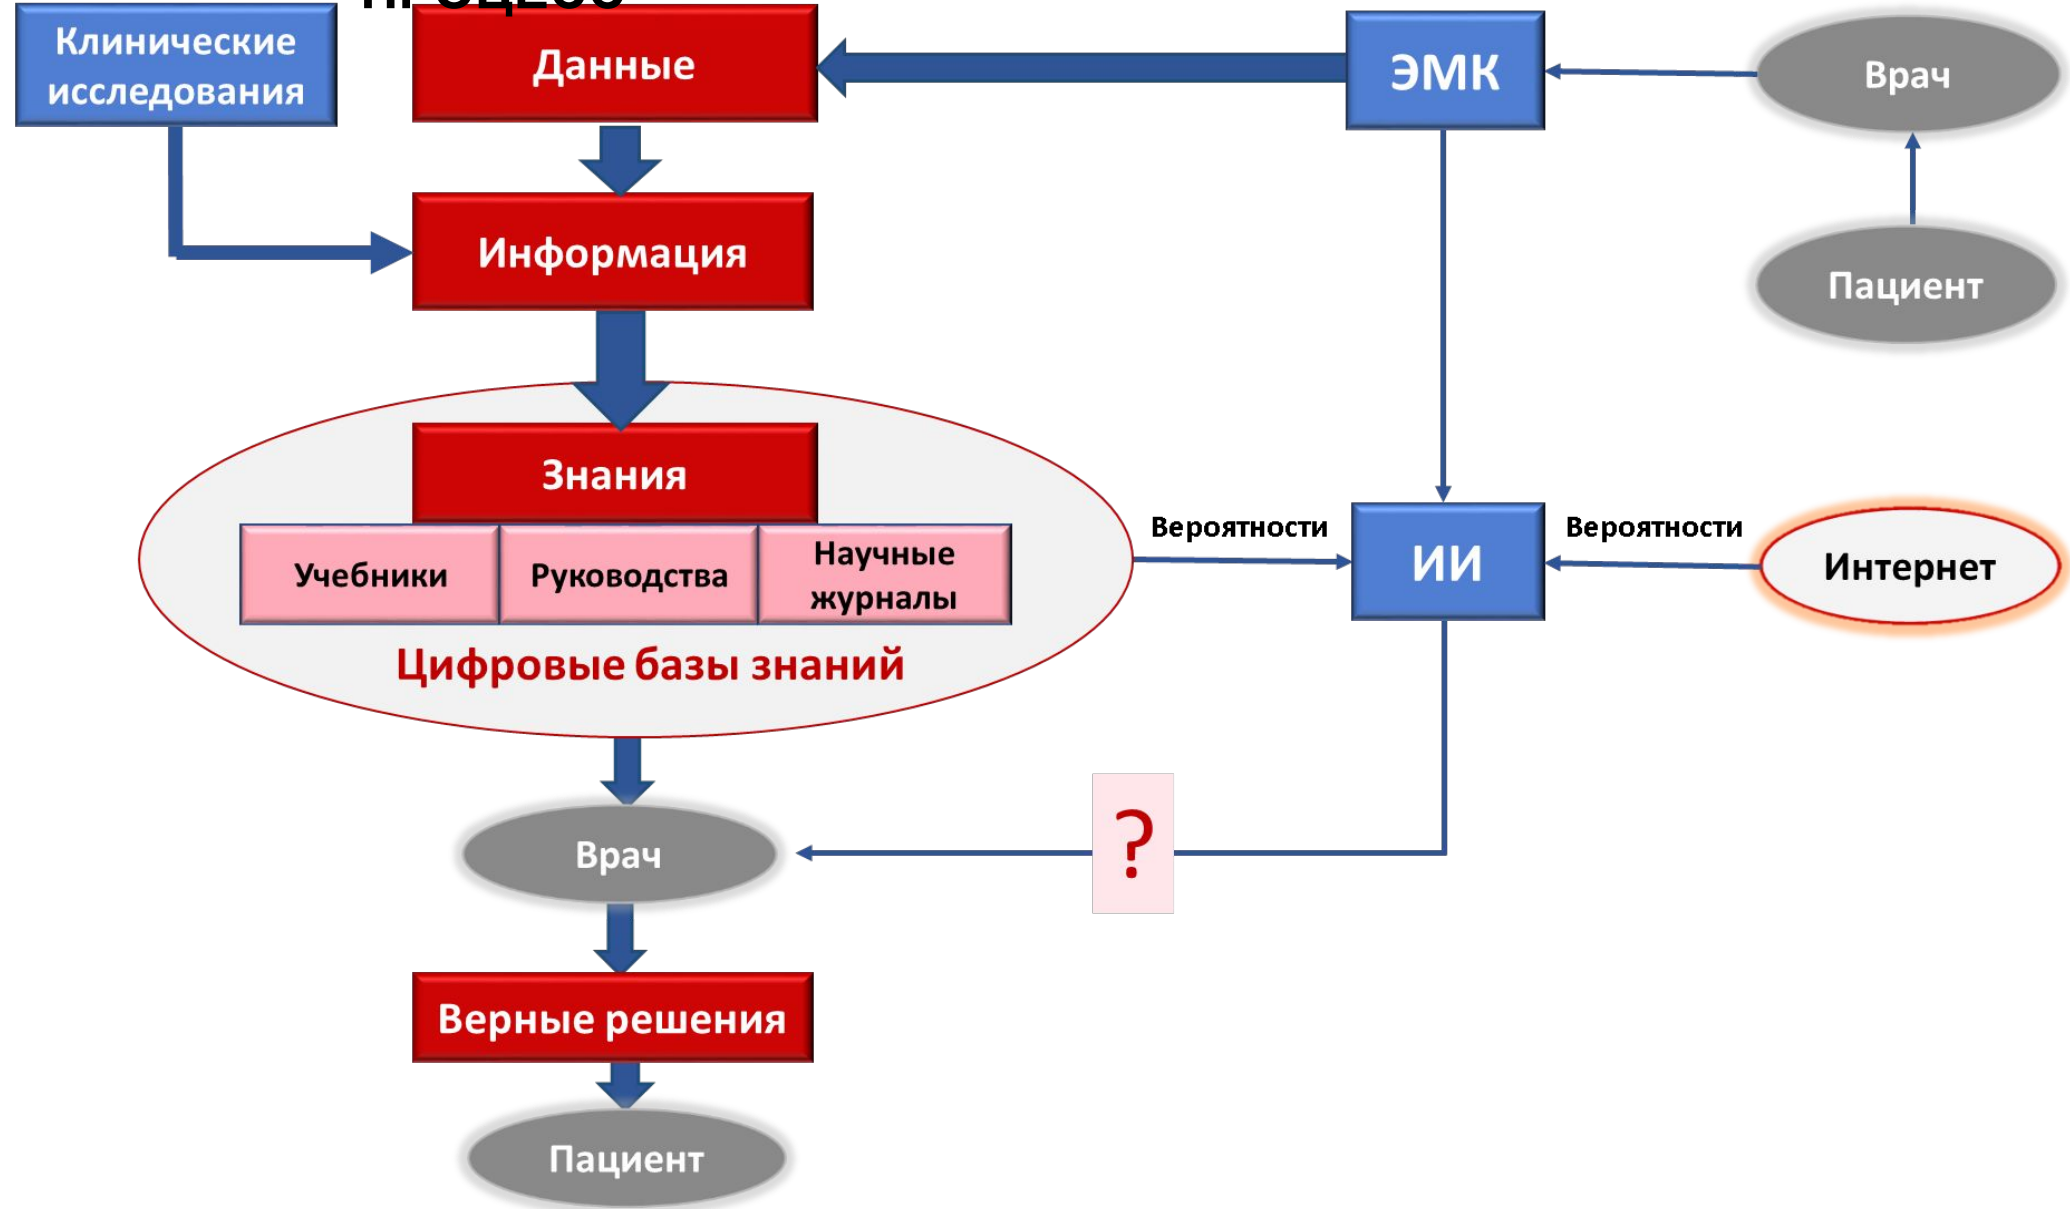 ПРОЦЕСС
Клинические
исследования
Данные
ЭМК
Врач
Информация
Пациент
Знания
Учебники
Руководства
Научные
журналы
Цифровые базы знаний
Вероятности
ИИ
Вероятности
Интернет
?
Врач
Верные решения
Пациент